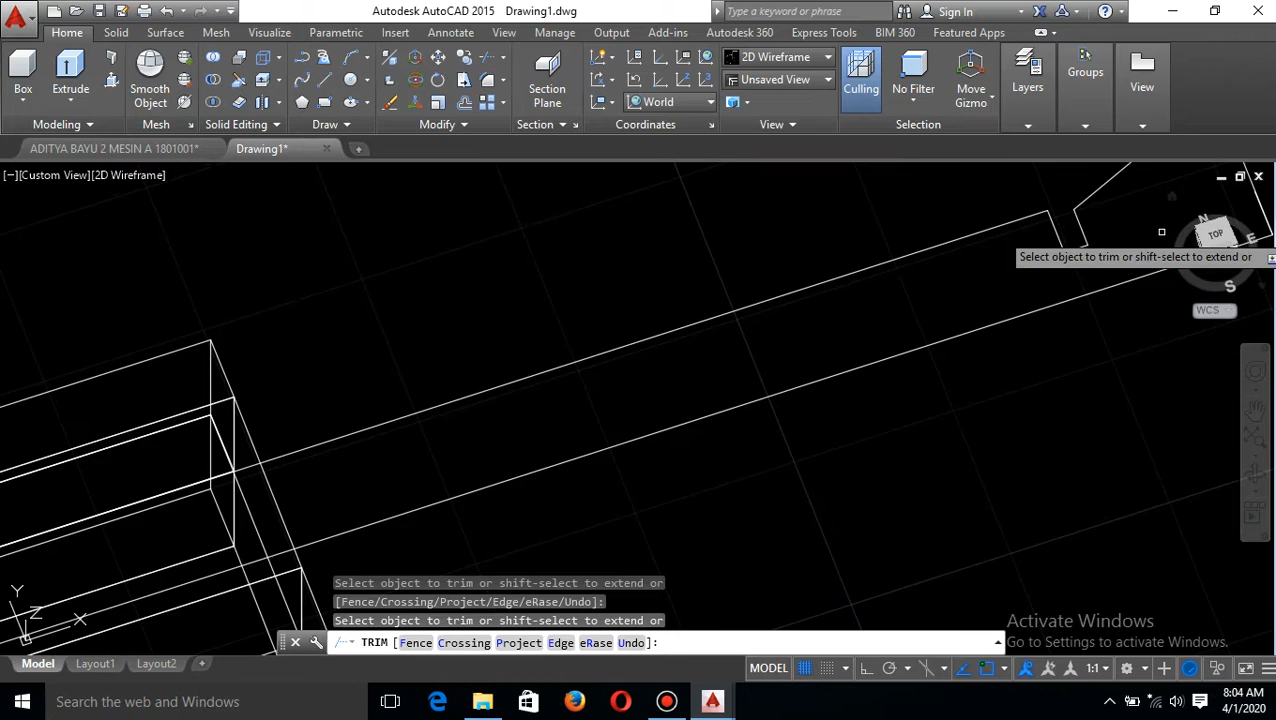 Autodesk AutoCAD 2015 Drawing1.dwg
Type a keyword or phrase
Sign In
Home Solid Surface Mesh Visualize Parametric Insert Annotate View Manage Output Add-ins Autodesk 360 Express Tools BIM 360 Featured Apps
2D Wireframe
Unsaved View
World
Box Extrude Smooth Object Section Plane Culling No Filter Move Gizmo Layers Groups View
Modeling Mesh Solid Editing Draw Modify Section Coordinates View Selection
ADITYA BAYU 2 MESIN A 1801001* Drawing1*
[−][Custom View][2D Wireframe]
N
TOP
E
S
WCS
Select object to trim or shift-select to extend or
Y
Z
X
Select object to trim or shift-select to extend or
[Fence/Crossing/Project/Edge/eRase/Undo]:
Select object to trim or shift-select to extend or
TRIM [Fence Crossing Project Edge eRase Undo]:
Activate Windows
Go to Settings to activate Windows.
Model Layout1 Layout2
MODEL
1:1
Search the web and Windows
8:04 AM
4/1/2020